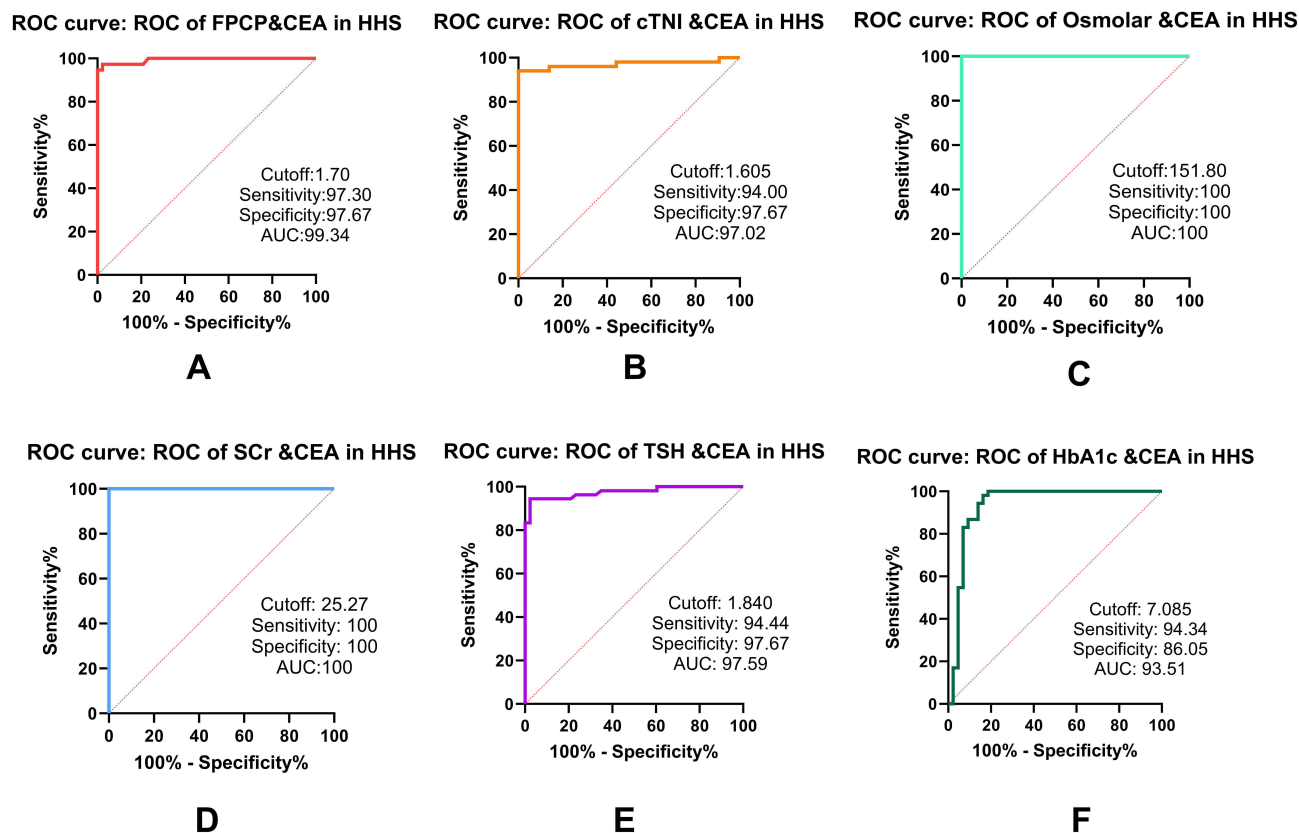 ROC curve: ROC of FPCP&CEA in HHS
100
80
60
40
20
0
Sensitivity%
Cutoff:1.70
Sensitivity:97.30
Specificity:97.67
AUC:99.34
0 20 40 60 80 100
100% - Specificity%
A
ROC curve: ROC of cTNI &CEA in HHS
100
80
60
40
20
0
Sensitivity%
Cutoff:1.605
Sensitivity:94.00
Specificity:97.67
AUC:97.02
0 20 40 60 80 100
100% - Specificity%
B
ROC curve: ROC of Osmolar &CEA in HHS
100
80
60
40
20
0
Sensitivity%
Cutoff:151.80
Sensitivity:100
Specificity:100
AUC:100
0 20 40 60 80 100
100% - Specificity%
C
ROC curve: ROC of SCr &CEA in HHS
100
80
60
40
20
0
Sensitivity%
Cutoff: 25.27
Sensitivity: 100
Specificity: 100
AUC:100
0 20 40 60 80 100
100% - Specificity%
D
ROC curve: ROC of TSH &CEA in HHS
100
80
60
40
20
0
Sensitivity%
Cutoff: 1.840
Sensitivity: 94.44
Specificity: 97.67
AUC: 97.59
0 20 40 60 80 100
100% - Specificity%
E
ROC curve: ROC of HbA1c &CEA in HHS
100
80
60
40
20
0
Sensitivity%
Cutoff: 7.085
Sensitivity: 94.34
Specificity: 86.05
AUC: 93.51
0 20 40 60 80 100
100% - Specificity%
F